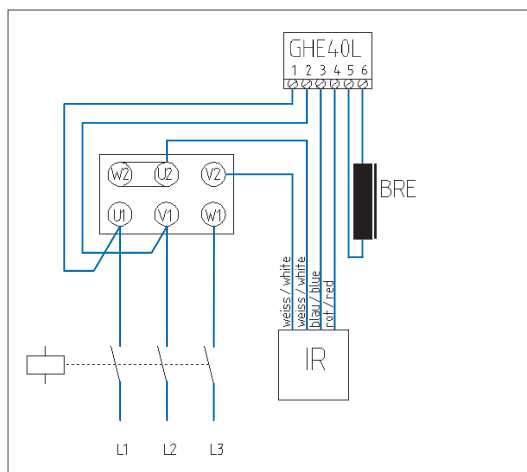 GHE40L
1 2 3 4 5 6
W2 U2 V2
U1 V1 W1
BRE
weiss / white
weiss / white
blau / blue
rot / red
IR
L1 L2 L3